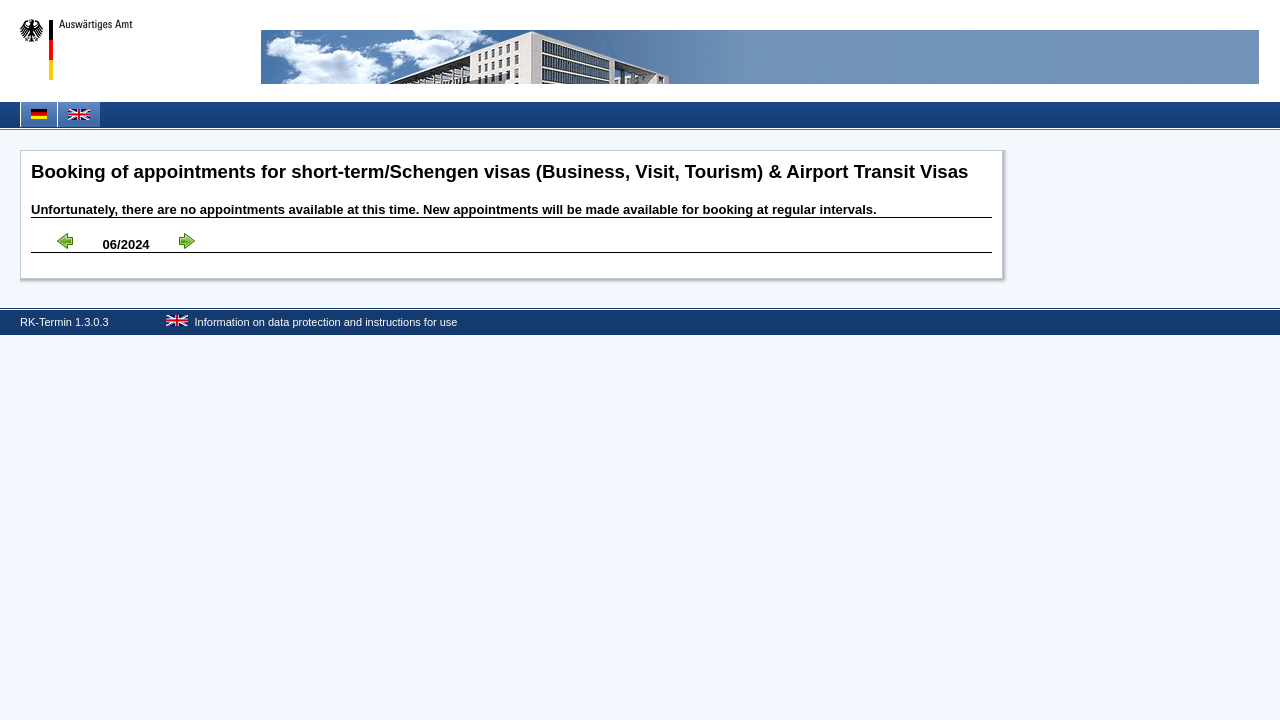 Auswärtiges Amt
Booking of appointments for short-term/Schengen visas (Business, Visit, Tourism) & Airport Transit Visas
Unfortunately, there are no appointments available at this time. New appointments will be made available for booking at regular intervals.
06/2024
RK-Termin 1.3.0.3 Information on data protection and instructions for use